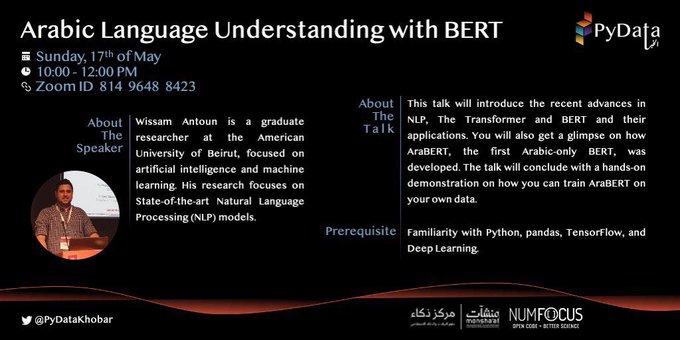 Arabic Language Understanding with BERT
PyData
Sunday, 17th of May
10:00 - 12:00 PM
Zoom ID 814 9648 8423
About
The
Speaker
Wissam Antoun is a graduate
researcher at the American
University of Beirut, focused on
artificial intelligence and machine
learning. His research focuses on
State-of-the-art Natural Language
Processing (NLP) models.
About
The
Talk
This talk will introduce the recent advances in
NLP, The Transformer and BERT and their
applications. You will also get a glimpse on how
AraBERT, the first Arabic-only BERT, was
developed. The talk will conclude with a hands-on
demonstration on how you can train AraBERT on
your own data.
Prerequisite
Familiarity with Python, pandas, TensorFlow, and
Deep Learning.
@PyDataKhobar
مركز ذكاء
منشآت
monsha'at
NUMFOCUS
OPEN CODE = BETTER SCIENCE